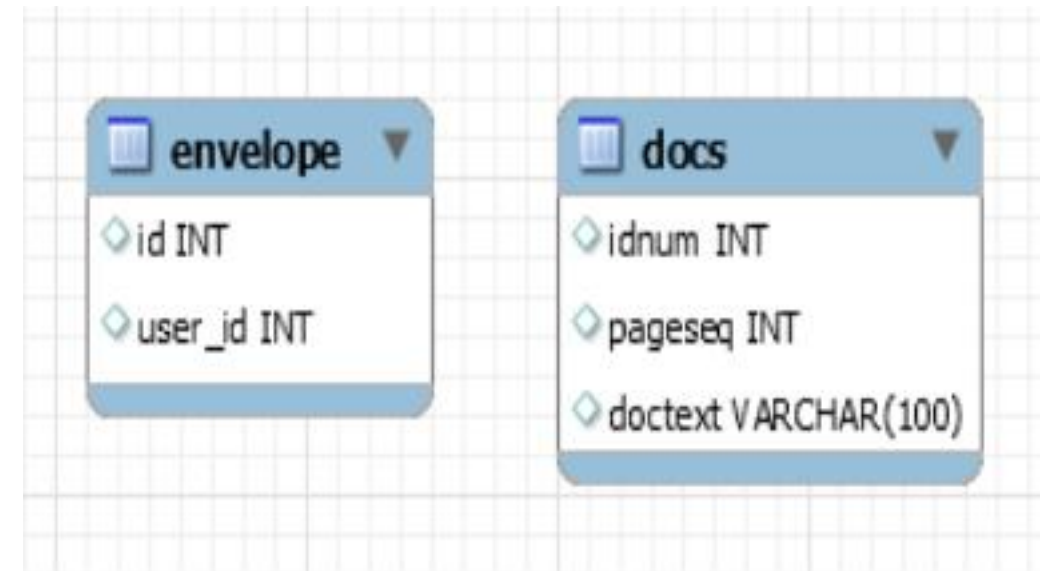 envelope
id INT
user_id INT
docs
idnum INT
pageseq INT
doctext VARCHAR(100)